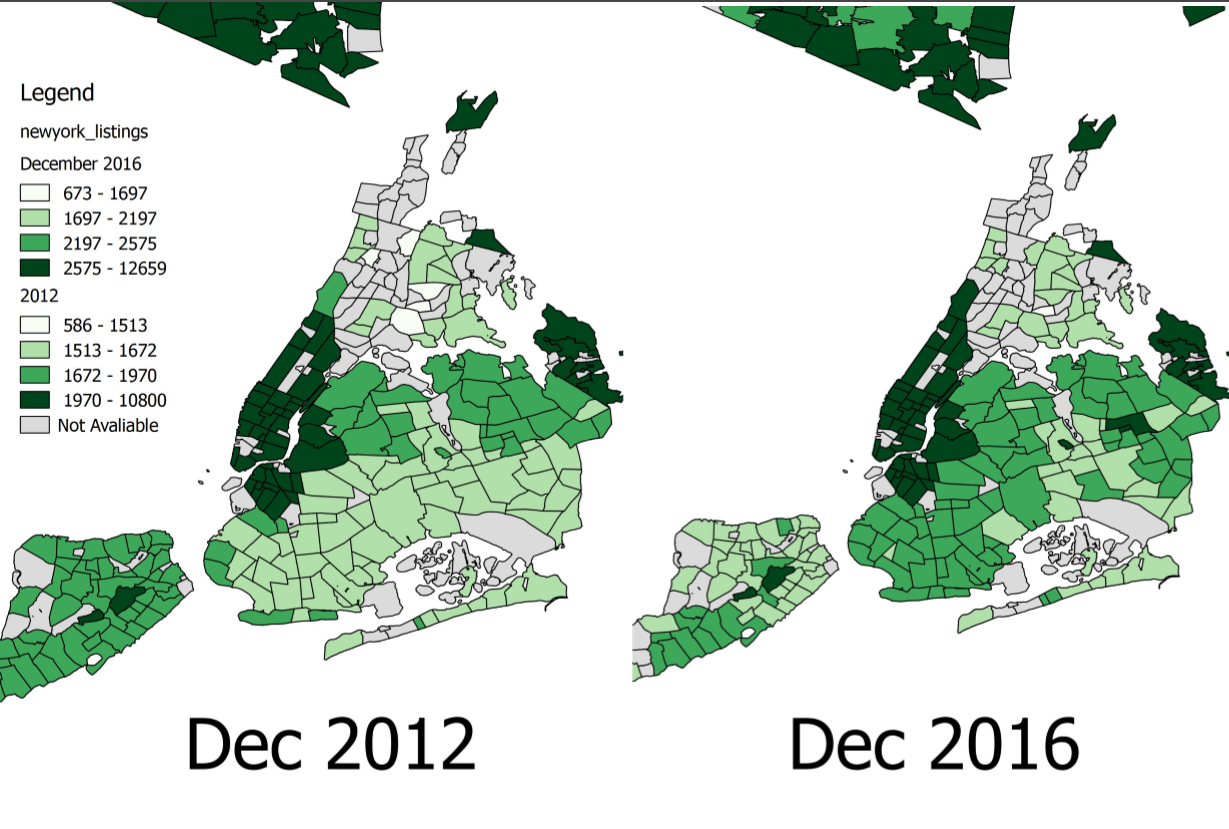 Legend
newyork_listings
December 2016
673 - 1697
1697 - 2197
2197 - 2575
2575 - 12659
2012
586 - 1513
1513 - 1672
1672 - 1970
1970 - 10800
Not Avaliable
Dec 2012
Dec 2016